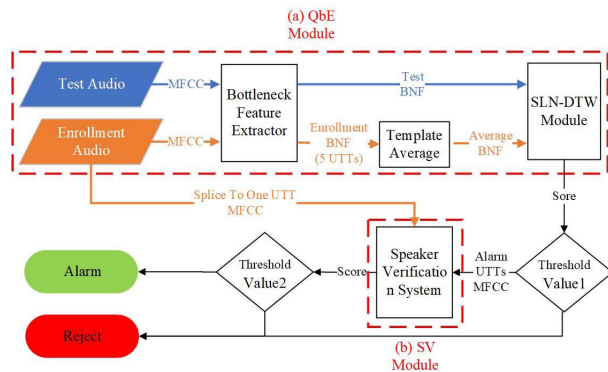 (a) QbE
Module
Test Audio
MFCC
Bottleneck
Feature
Extractor
Test
BNF
SLN-DTW
Module
Enrollment
Audio
MFCC
Enrollment
BNF
(5 UTTs)
Template
Average
Average
BNF
Splice To One UTT
MFCC
Sore
Alarm
Threshold
Value2
Score
Speaker
Verificatio
n System
Alarm
UTTs
MFCC
Threshold
Value1
Reject
(b) SV
Module